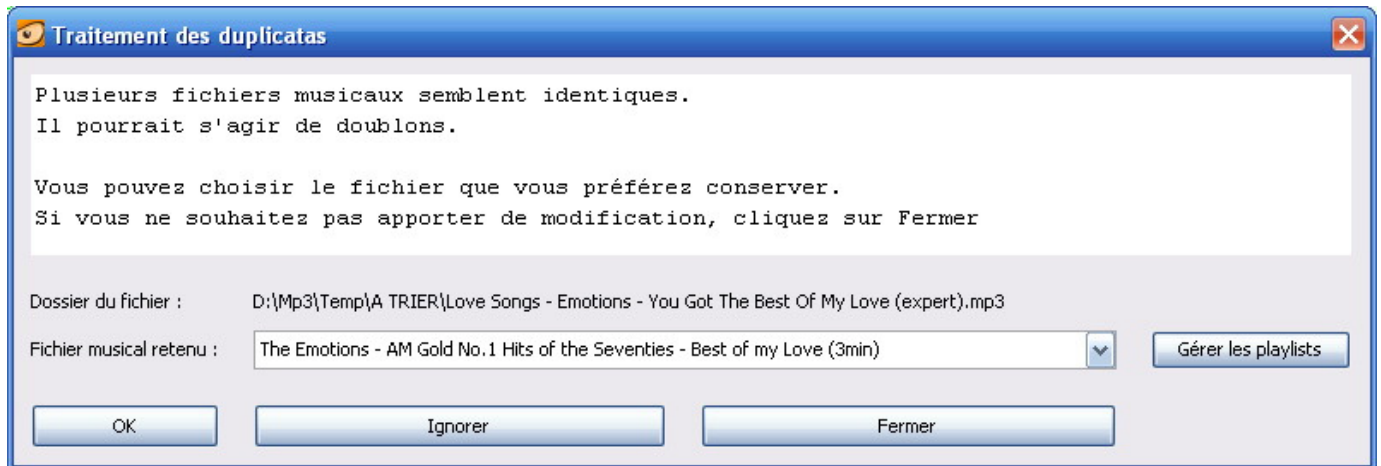 Traitement des duplicatas
Plusieurs fichiers musicaux semblent identiques.
Il pourrait s'agir de doublons.
Vous pouvez choisir le fichier que vous préférez conserver.
Si vous ne souhaitez pas apporter de modification, cliquez sur Fermer
Dossier du fichier : D:\Mp3\Temp\A TRIER\Love Songs - Emotions - You Got The Best Of My Love (expert).mp3
Fichier musical retenu : The Emotions - AM Gold No.1 Hits of the Seventies - Best of my Love (3min) Gérer les playlists
OK Ignorer Fermer